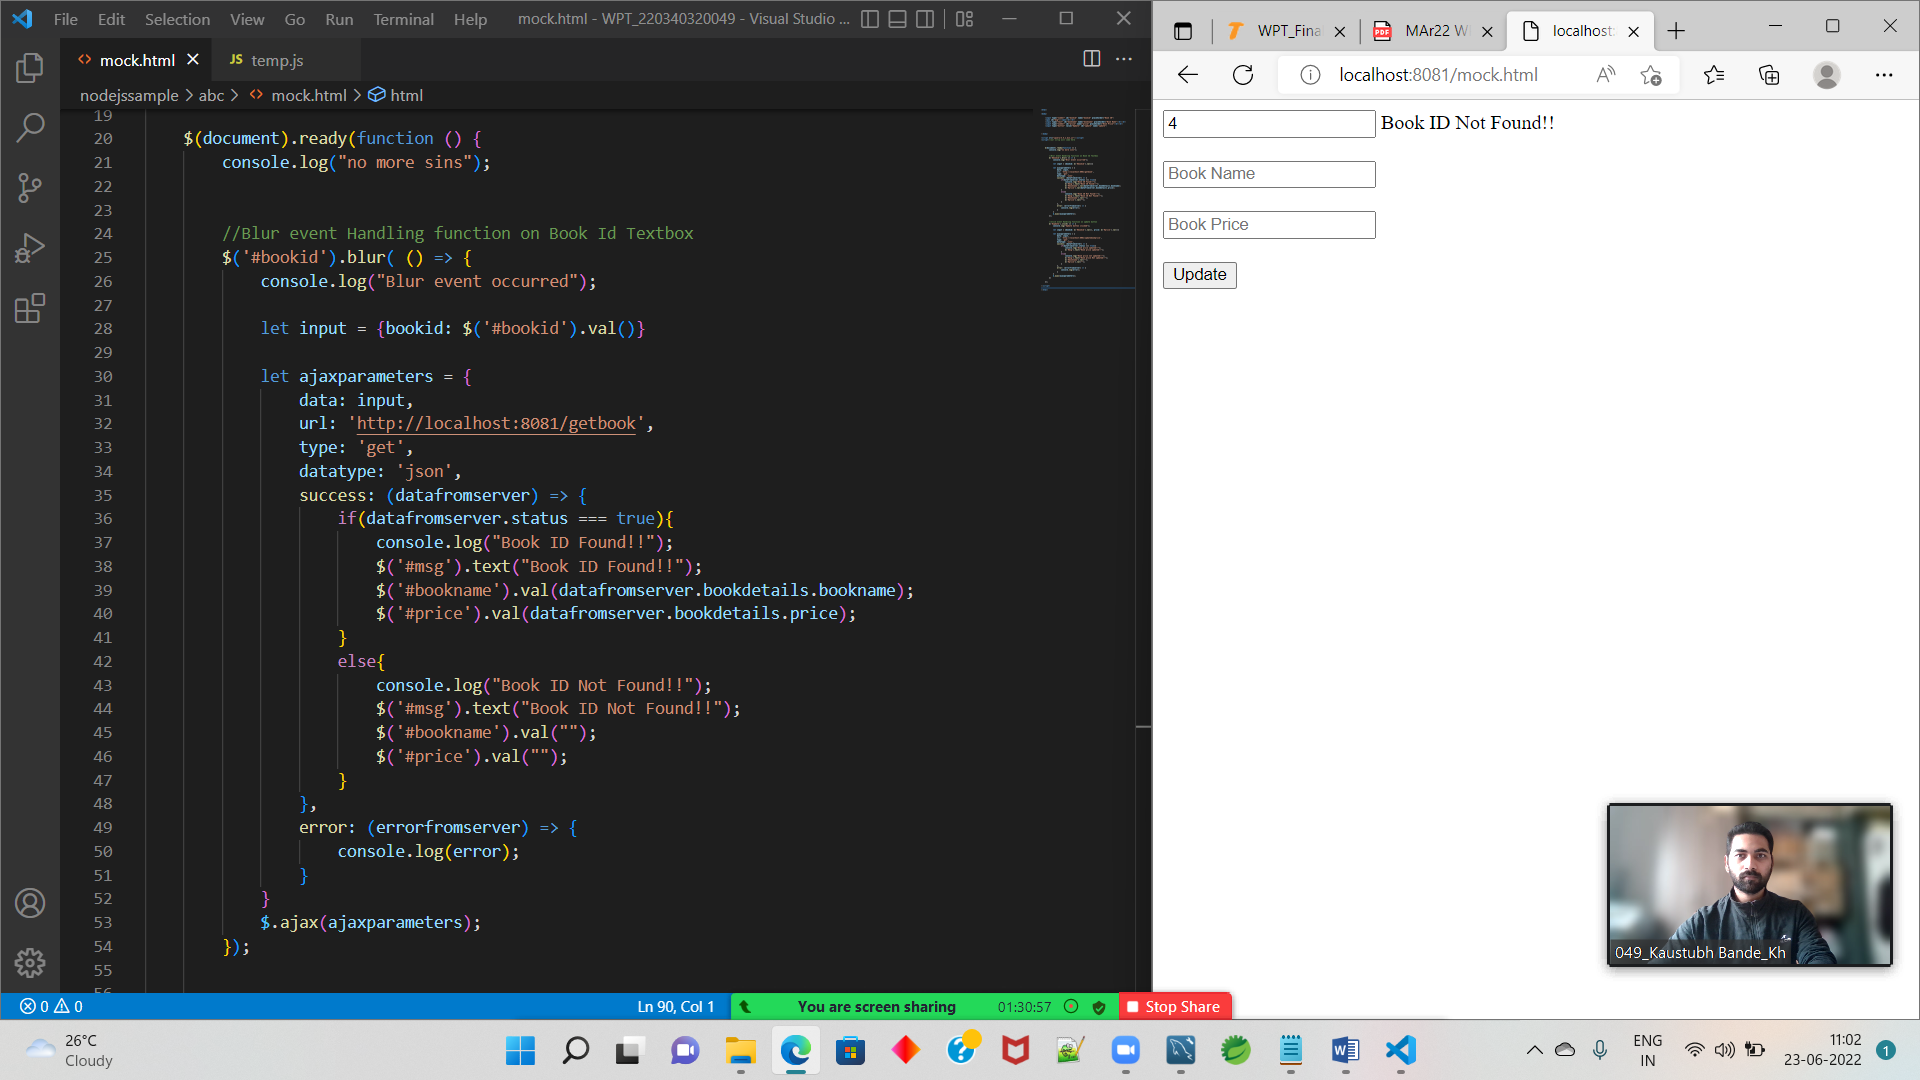 File Edit Selection View Go Run Terminal Help mock.html - WPT_220340320049 - Visual Studio ...
mock.html
JS temp.js
nodejssample > abc > mock.html > html
19
20 $(document).ready(function () {
21 console.log("no more sins");
22
23
24 //Blur event Handling function on Book Id Textbox
25 $('#bookid').blur( () => {
26 console.log("Blur event occurred");
27
28 let input = {bookid: $('#bookid').val()}
29
30 let ajaxparameters = {
31 data: input,
32 url: 'http://localhost:8081/getbook',
33 type: 'get',
34 datatype: 'json',
35 success: (datafromserver) => {
36 if(datafromserver.status === true){
37 console.log("Book ID Found!!");
38 $('#msg').text("Book ID Found!!");
39 $('#bookname').val(datafromserver.bookdetails.bookname);
40 $('#price').val(datafromserver.bookdetails.price);
41 }
42 else{
43 console.log("Book ID Not Found!!");
44 $('#msg').text("Book ID Not Found!!");
45 $('#bookname').val("");
46 $('#price').val("");
47 }
48 },
49 error: (errorfromserver) => {
50 console.log(error);
51 }
52 }
53 $.ajax(ajaxparameters);
54 });
55
0 0 Ln 90, Col 1
You are screen sharing 01:30:57 Stop Share
WPT_Fina
PDF MAr22 W
localhost:
localhost:8081/mock.html
4 Book ID Not Found!!
Book Name
Book Price
Update
049_Kaustubh Bande_Kh
26°C
Cloudy
ENG
IN
11:02
23-06-2022
1